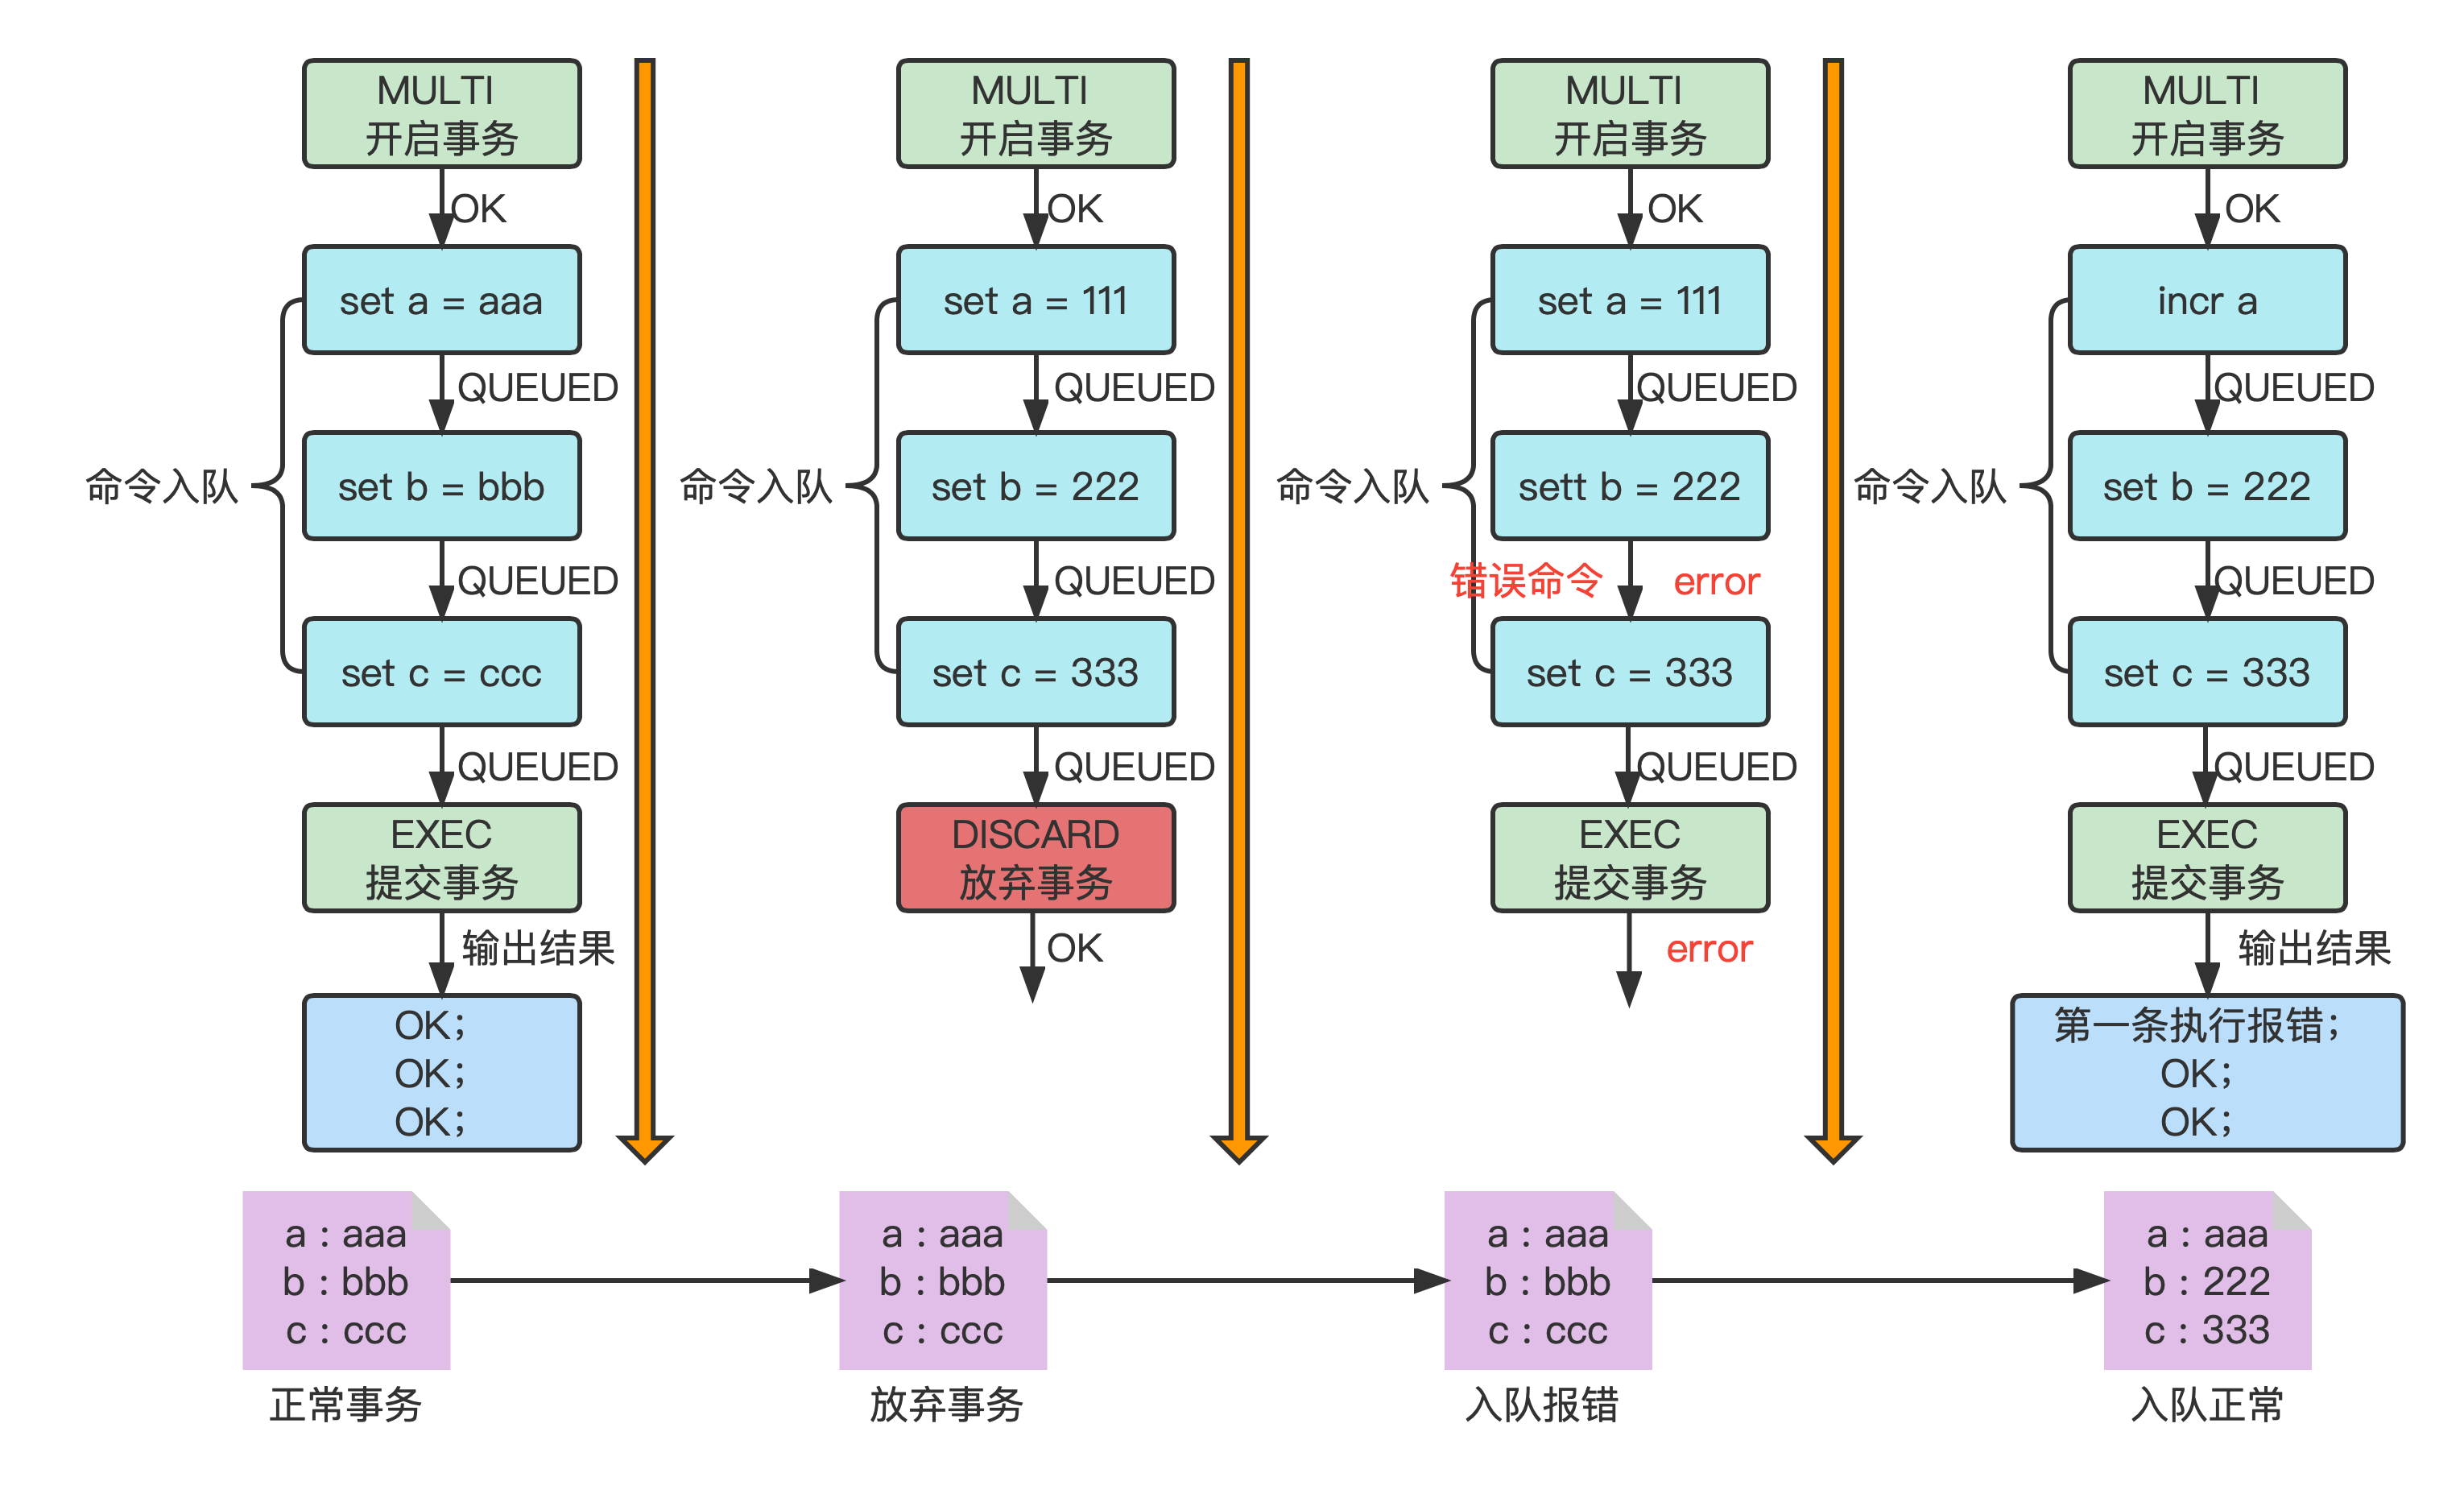 MULTI
开启事务
OK
set a = aaa
QUEUED
命令入队
set b = bbb
QUEUED
set c = ccc
QUEUED
EXEC
提交事务
输出结果
OK；
OK；
OK；
a：aaa
b：bbb
c：ccc
正常事务
MULTI
开启事务
OK
set a = 111
QUEUED
命令入队
set b = 222
QUEUED
set c = 333
QUEUED
DISCARD
放弃事务
OK
a：aaa
b：bbb
c：ccc
放弃事务
MULTI
开启事务
OK
set a = 111
QUEUED
命令入队
sett b = 222
错误命令
error
set c = 333
QUEUED
EXEC
提交事务
error
a：aaa
b：bbb
c：ccc
入队报错
MULTI
开启事务
OK
incr a
QUEUED
命令入队
set b = 222
QUEUED
set c = 333
QUEUED
EXEC
提交事务
输出结果
第一条执行报错；
OK；
OK；
a：aaa
b：222
c：333
入队正常